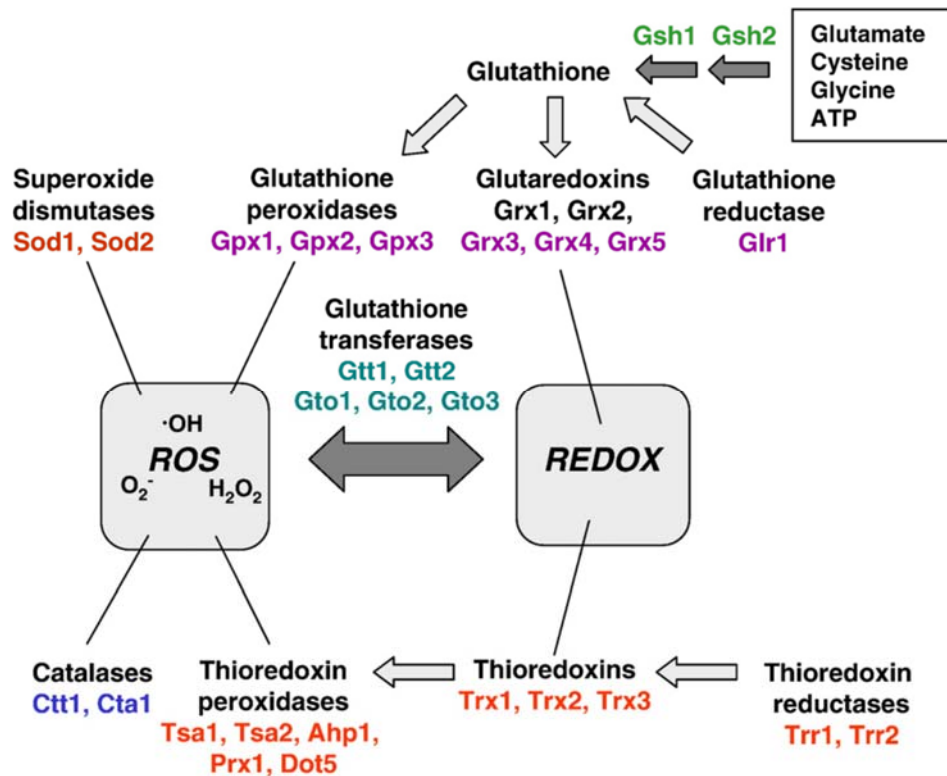 Gsh1 Gsh2
Glutamate
Cysteine
Glycine
ATP
Glutathione
Superoxide
dismutases
Sod1, Sod2
Glutathione
peroxidases
Gpx1, Gpx2, Gpx3
Glutaredoxins
Grx1, Grx2,
Grx3, Grx4, Grx5
Glutathione
reductase
Glr1
Glutathione
transferases
Gtt1, Gtt2
Gto1, Gto2, Gto3
·OH
ROS
O₂⁻
H₂O₂
REDOX
Catalases
Ctt1, Cta1
Thioredoxin
peroxidases
Tsa1, Tsa2, Ahp1,
Prx1, Dot5
Thioredoxins
Trx1, Trx2, Trx3
Thioredoxin
reductases
Trr1, Trr2